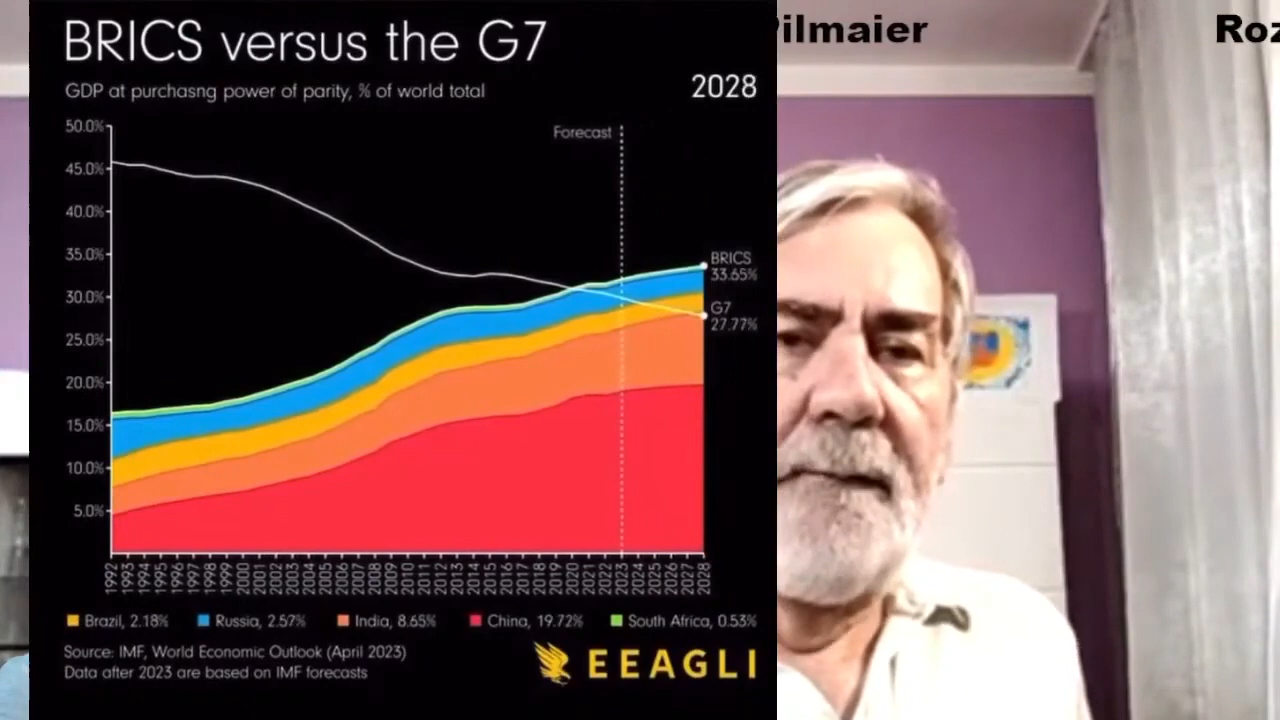 BRICS versus the G7
GDP at purchasng power of parity, % of world total
2028
Forecast
50.0%
45.0%
40.0%
35.0%
30.0%
25.0%
20.0%
15.0%
10.0%
5.0%
BRICS
33.65%
G7
27.77%
1992 1993 1994 1995 1996 1997 1998 1999 2000 2001 2002 2003 2004 2005 2006 2007 2008 2009 2010 2011 2012 2013 2014 2015 2016 2017 2018 2019 2020 2021 2022 2023 2024 2025 2026 2027 2028
Brazil, 2.18% Russia, 2.57% India, 8.65% China, 19.72% South Africa, 0.53%
Source: IMF, World Economic Outlook (April 2023)
Data after 2023 are based on IMF forecasts
EEAGLI
ilmaier
Roz